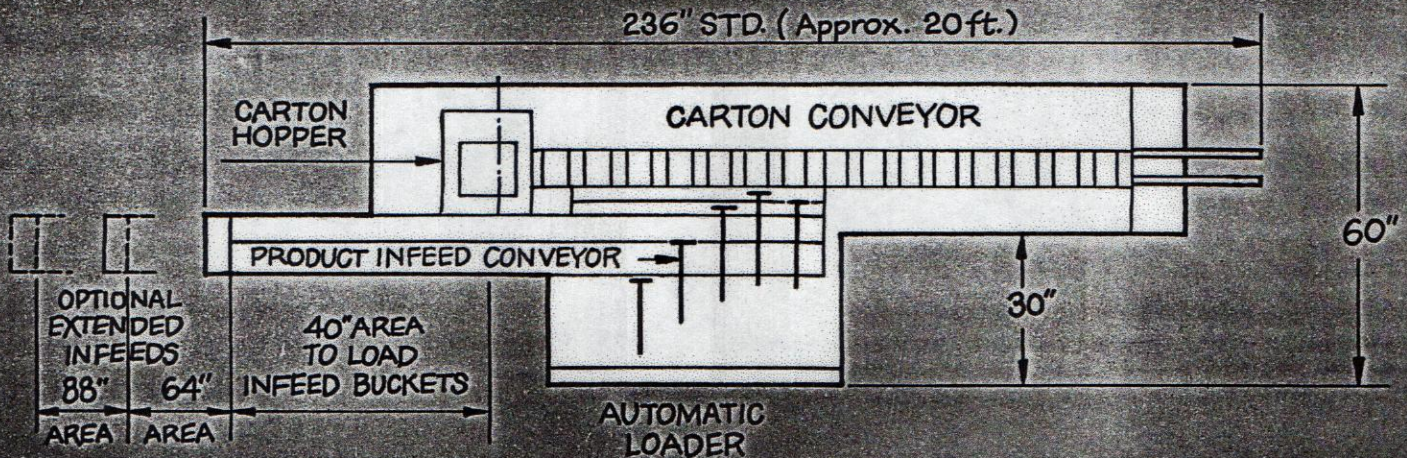 236" STD. (Approx. 20 ft.)
CARTON
HOPPER
CARTON CONVEYOR
PRODUCT INFEED CONVEYOR
60"
30"
OPTIONAL
EXTENDED
INFEEDS
88"
AREA
64"
AREA
40" AREA
TO LOAD
INFEED BUCKETS
AUTOMATIC
LOADER